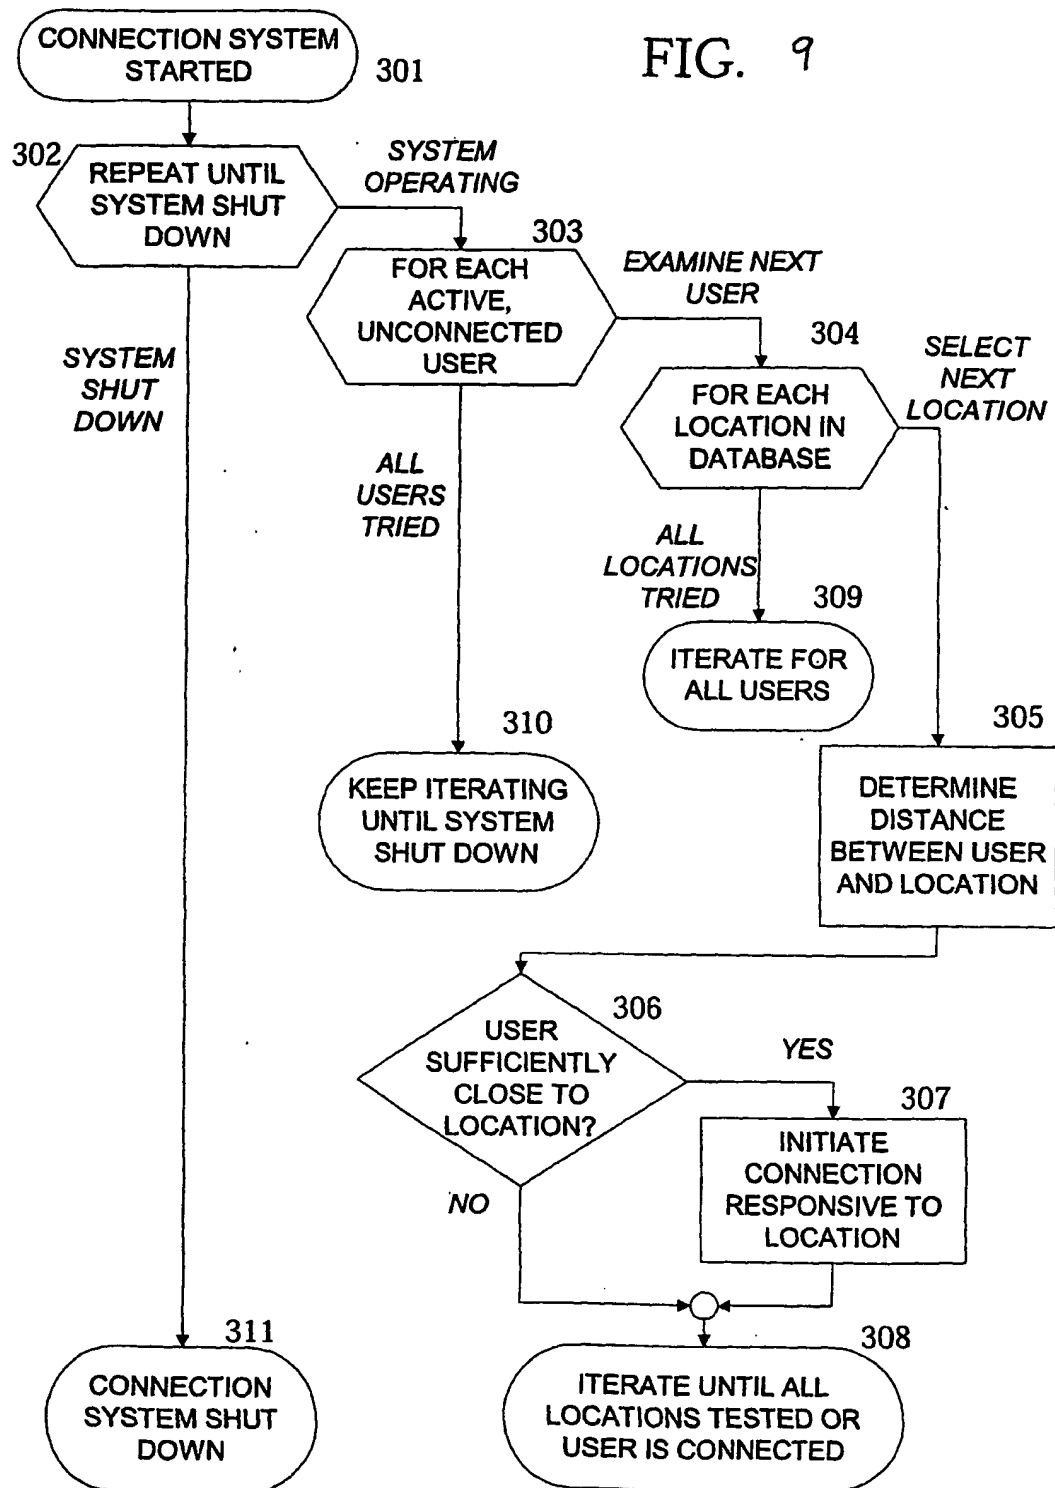 FIG. 9
CONNECTION SYSTEM
STARTED
301
302
REPEAT UNTIL
SYSTEM SHUT
DOWN
SYSTEM
OPERATING
303
FOR EACH
ACTIVE,
UNCONNECTED
USER
EXAMINE NEXT
USER
304
FOR EACH
LOCATION IN
DATABASE
SELECT
NEXT
LOCATION
SYSTEM
SHUT
DOWN
ALL
USERS
TRIED
ALL
LOCATIONS
TRIED
309
ITERATE FOR
ALL USERS
310
KEEP ITERATING
UNTIL SYSTEM
SHUT DOWN
305
DETERMINE
DISTANCE
BETWEEN USER
AND LOCATION
306
USER
SUFFICIENTLY
CLOSE TO
LOCATION?
YES
307
INITIATE
CONNECTION
RESPONSIVE TO
LOCATION
NO
311
CONNECTION
SYSTEM SHUT
DOWN
308
ITERATE UNTIL ALL
LOCATIONS TESTED OR
USER IS CONNECTED